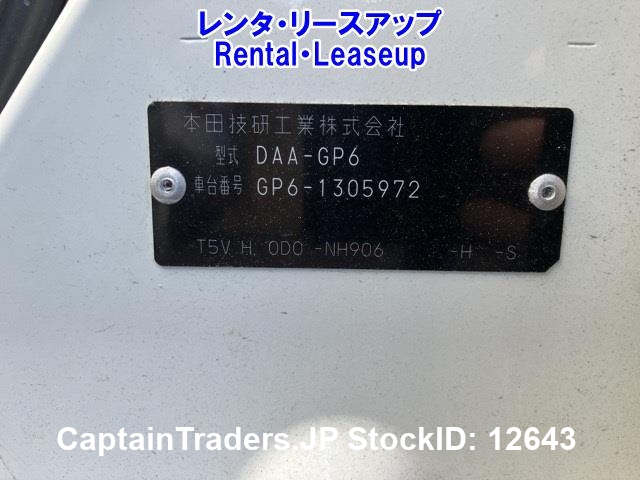 レンタ・リースアップ
Rental・Leaseup
本田技研工業株式会社
型式 DAA-GP6
車台番号 GP6-1305972
T5V H. 0D0 -NH906 -H -S
CaptainTraders.JP StockID: 12643